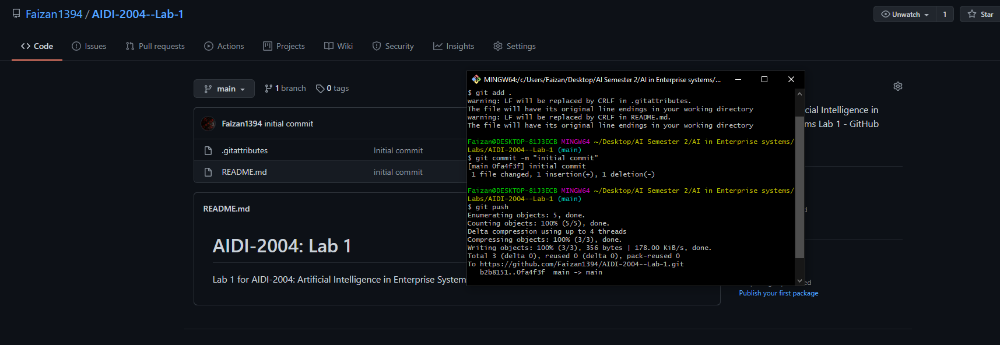 Faizan1394 / AIDI-2004--Lab-1
Unwatch 1 Star
Code Issues Pull requests Actions Projects Wiki Security Insights Settings
main 1 branch 0 tags
Faizan1394 initial commit
.gitattributes Initial commit
README.md initial commit
README.md
AIDI-2004: Lab 1
Lab 1 for AIDI-2004: Artificial Intelligence in Enterprise System
MINGW64:/c/Users/Faizan/Desktop/AI Semester 2/AI in Enterprise systems/...
$ git add .
warning: LF will be replaced by CRLF in .gitattributes.
The file will have its original line endings in your working directory
warning: LF will be replaced by CRLF in README.md.
The file will have its original line endings in your working directory
Faizan@DESKTOP-81J3ECB MINGW64 ~/Desktop/AI Semester 2/AI in Enterprise systems/
Labs/AIDI-2004--Lab-1 (main)
$ git commit -m "initial commit"
[main 0fa4f3f] initial commit
1 file changed, 1 insertion(+), 1 deletion(-)
Faizan@DESKTOP-81J3ECB MINGW64 ~/Desktop/AI Semester 2/AI in Enterprise systems/
Labs/AIDI-2004--Lab-1 (main)
$ git push
Enumerating objects: 5, done.
Counting objects: 100% (5/5), done.
Delta compression using up to 4 threads
Compressing objects: 100% (3/3), done.
Writing objects: 100% (3/3), 356 bytes | 178.00 KiB/s, done.
Total 3 (delta 0), reused 0 (delta 0), pack-reused 0
To https://github.com/Faizan1394/AIDI-2004--Lab-1.git
b2b8151..0fa4f3f main -> main
cial Intelligence in
ms Lab 1 - GitHub
d
ed
Publish your first package